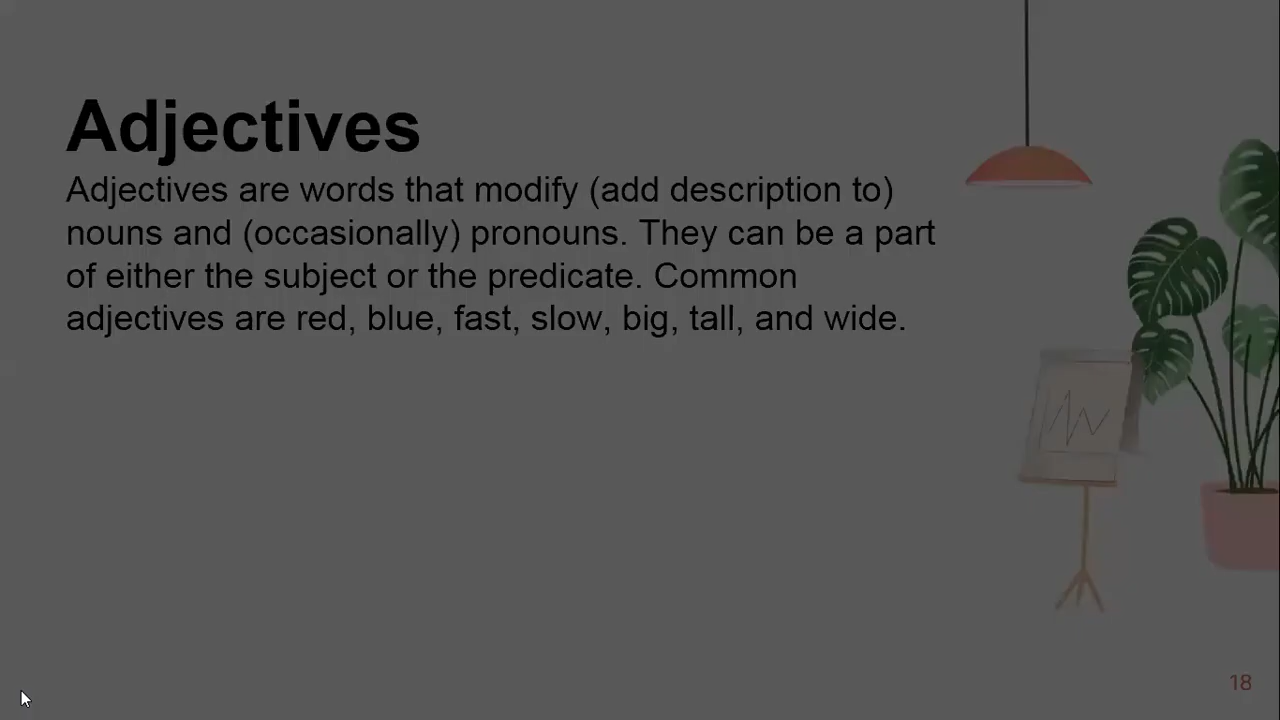 Adjectives
Adjectives are words that modify (add description to)
nouns and (occasionally) pronouns. They can be a part
of either the subject or the predicate. Common
adjectives are red, blue, fast, slow, big, tall, and wide.
18